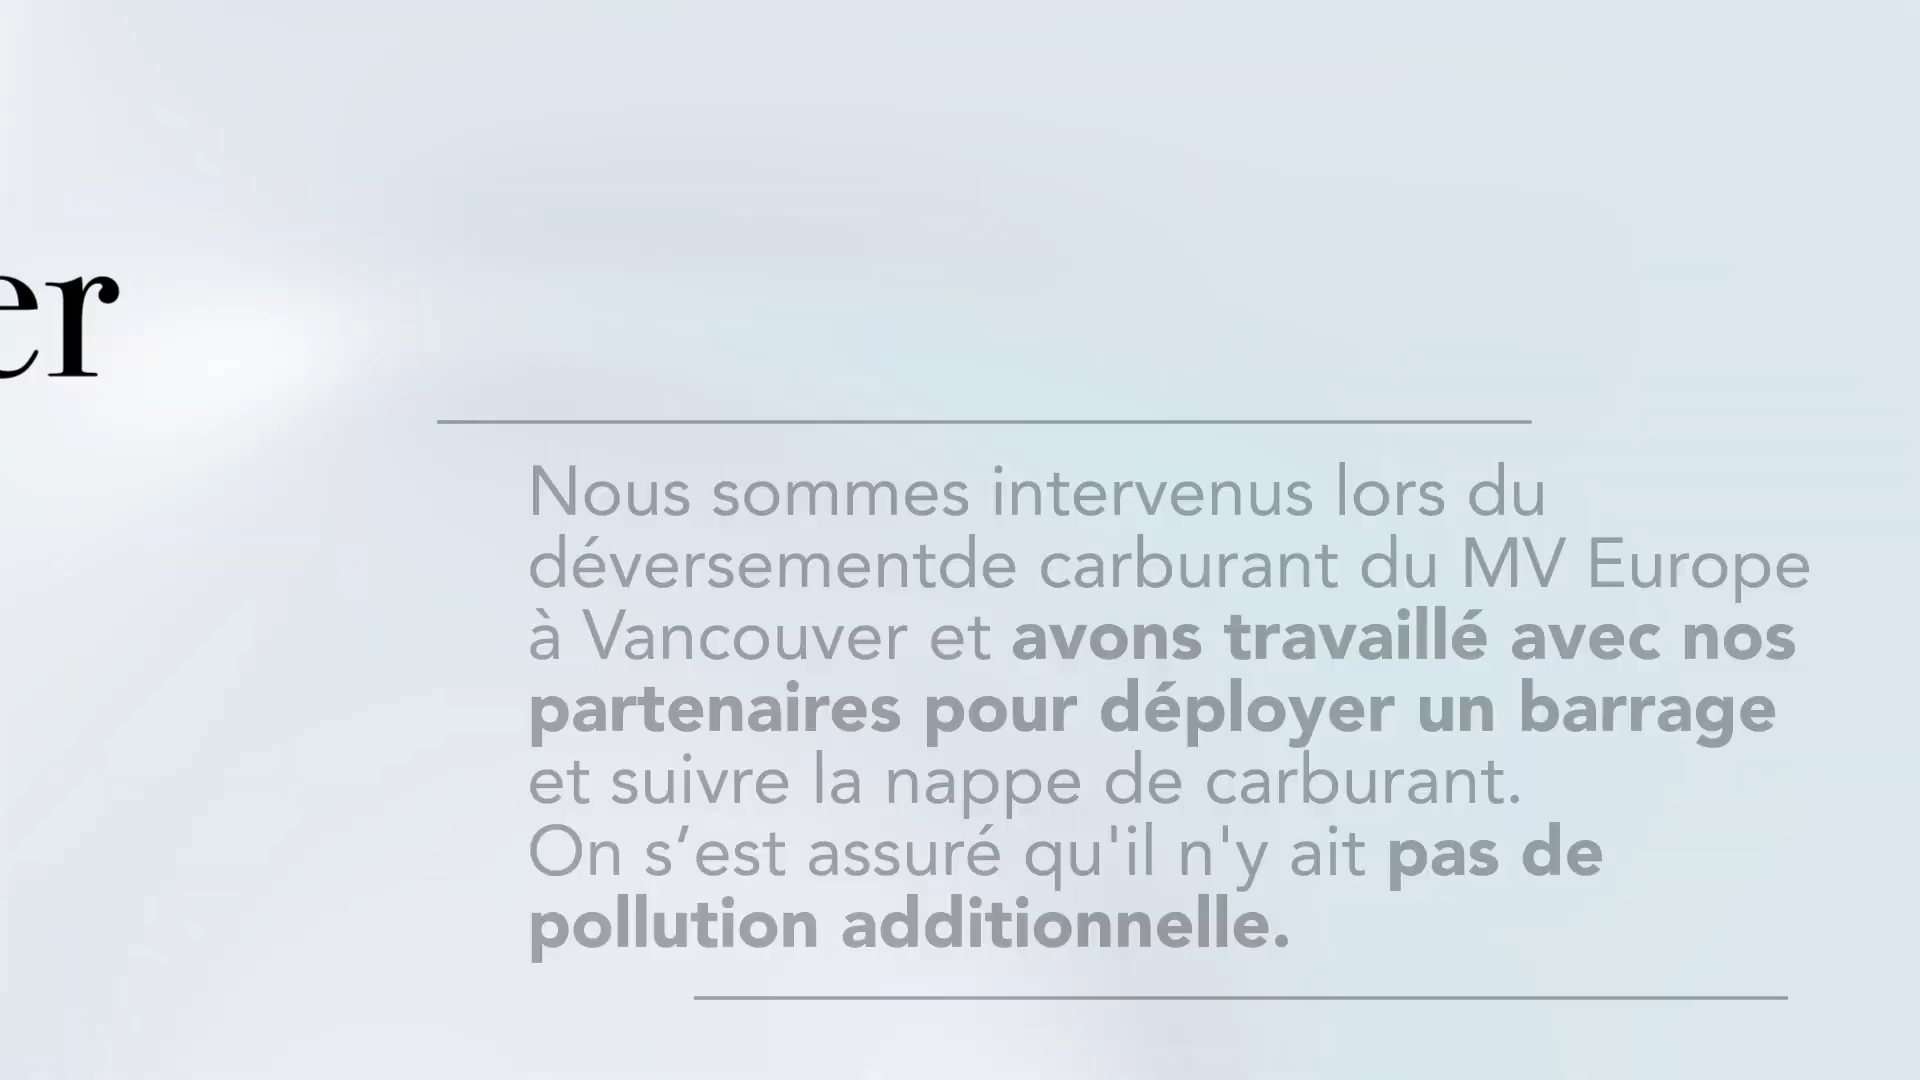 er
Nous sommes intervenus lors du
déversementde carburant du MV Europe
à Vancouver et avons travaillé avec nos
partenaires pour déployer un barrage
et suivre la nappe de carburant.
On s’est assuré qu'il n'y ait pas de
pollution additionnelle.